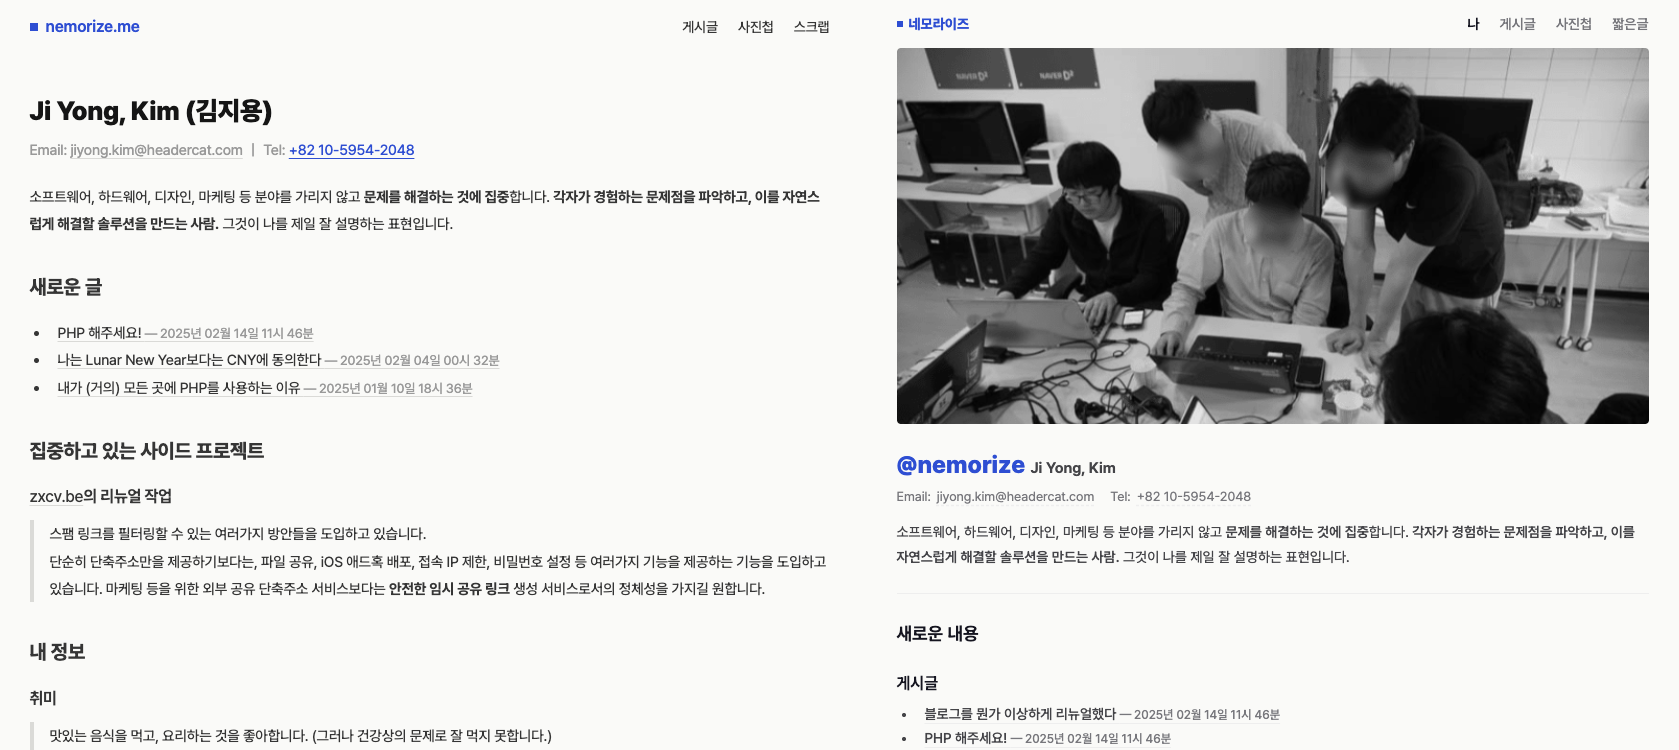 nemorize.me
게시글 사진첩 스크랩
Ji Yong, Kim (김지용)
Email: jiyong.kim@headercat.com | Tel: +82 10-5954-2048
소프트웨어, 하드웨어, 디자인, 마케팅 등 분야를 가리지 않고 문제를 해결하는 것에 집중합니다. 각자가 경험하는 문제점을 파악하고, 이를 자연스
럽게 해결할 솔루션을 만드는 사람. 그것이 나를 제일 잘 설명하는 표현입니다.
새로운 글
• PHP 해주세요! — 2025년 02월 14일 11시 46분
• 나는 Lunar New Year보다는 CNY에 동의한다 — 2025년 02월 04일 00시 32분
• 내가 (거의) 모든 곳에 PHP를 사용하는 이유 — 2025년 01월 10일 18시 36분
집중하고 있는 사이드 프로젝트
zxcv.be의 리뉴얼 작업
스팸 링크를 필터링할 수 있는 여러가지 방안들을 도입하고 있습니다.
단순히 단축주소만을 제공하기보다는, 파일 공유, iOS 애드혹 배포, 접속 IP 제한, 비밀번호 설정 등 여러가지 기능을 제공하는 기능을 도입하고
있습니다. 마케팅 등을 위한 외부 공유 단축주소 서비스보다는 안전한 임시 공유 링크 생성 서비스로서의 정체성을 가지길 원합니다.
내 정보
취미
맛있는 음식을 먹고, 요리하는 것을 좋아합니다. (그러나 건강상의 문제로 잘 먹지 못합니다.)
네모라이즈
나 게시글 사진첩 짧은글
NAVER D2
NAVER D2
@nemorize Ji Yong, Kim
Email: jiyong.kim@headercat.com Tel: +82 10-5954-2048
소프트웨어, 하드웨어, 디자인, 마케팅 등 분야를 가리지 않고 문제를 해결하는 것에 집중합니다. 각자가 경험하는 문제점을 파악하고, 이를
자연스럽게 해결할 솔루션을 만드는 사람. 그것이 나를 제일 잘 설명하는 표현입니다.
새로운 내용
게시글
• 블로그를 뭔가 이상하게 리뉴얼했다 — 2025년 02월 14일 11시 46분
• PHP 해주세요! — 2025년 02월 14일 11시 46분